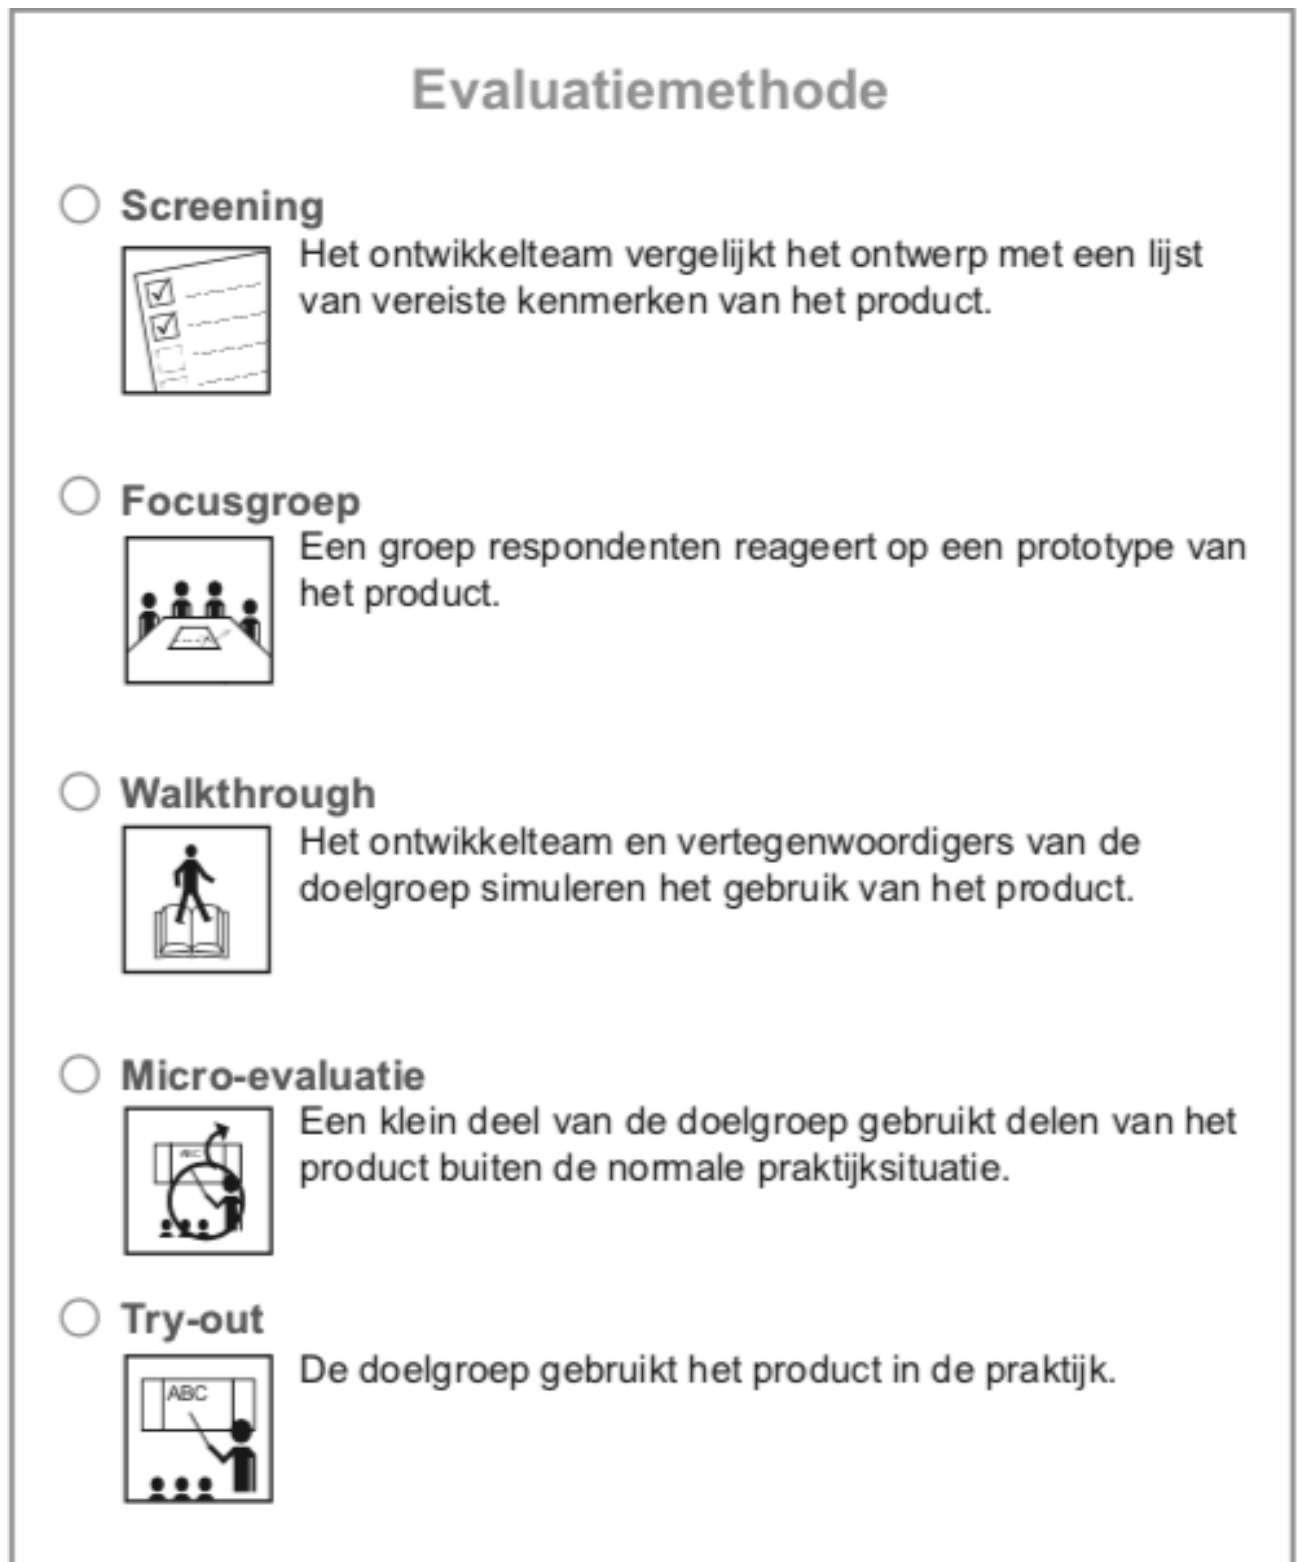 Evaluatiemethode
Screening
Het ontwikkelteam vergelijkt het ontwerp met een lijst
van vereiste kenmerken van het product.
Focusgroep
Een groep respondenten reageert op een prototype van
het product.
Walkthrough
Het ontwikkelteam en vertegenwoordigers van de
doelgroep simuleren het gebruik van het product.
Micro-evaluatie
ABC
Een klein deel van de doelgroep gebruikt delen van het
product buiten de normale praktijksituatie.
Try-out
De doelgroep gebruikt het product in de praktijk.
ABC